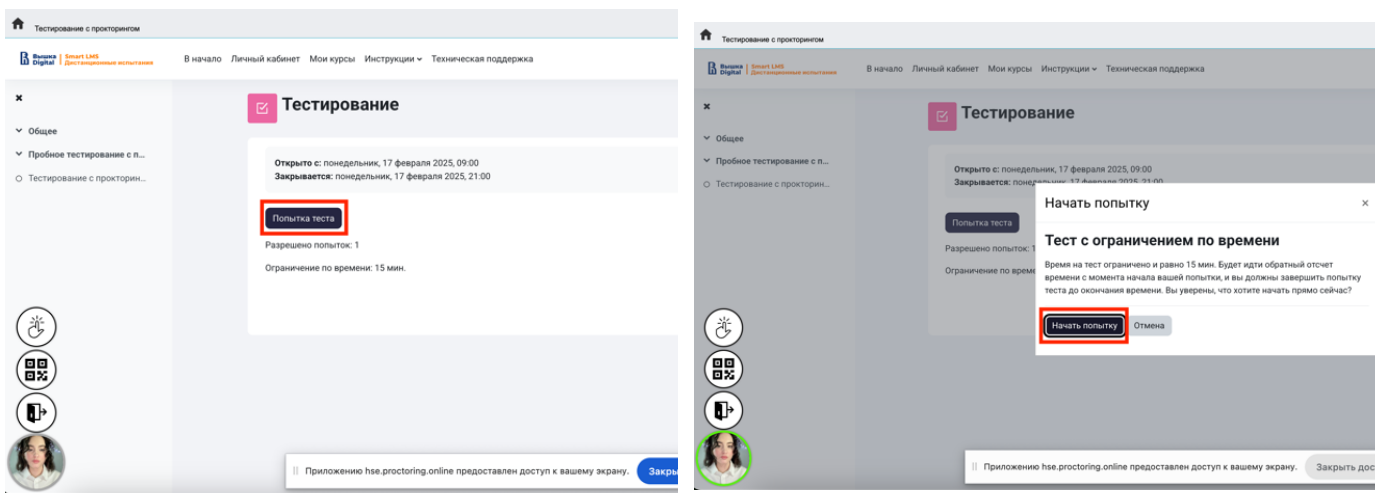 Тестирование с прокторингом
Вышка Digital | Smart LMS Дистанционные испытания
В начало Личный кабинет Мои курсы Инструкции Техническая поддержка
Общее
Пробное тестирование с п...
Тестирование с прокторин...
Тестирование
Открыто с: понедельник, 17 февраля 2025, 09:00
Закрывается: понедельник, 17 февраля 2025, 21:00
Попытка теста
Разрешено попыток: 1
Ограничение по времени: 15 мин.
|| Приложению hse.proctoring.online предоставлен доступ к вашему экрану.
Закры
Тестирование с прокторингом
Вышка Digital | Smart LMS Дистанционные испытания
В начало Личный кабинет Мои курсы Инструкции Техническая поддержка
Общее
Пробное тестирование с п...
Тестирование с прокторин...
Тестирование
Открыто с: понедельник, 17 февраля 2025, 09:00
Закрывается: понедельник, 17 февраля 2025, 21:00
Попытка теста
Разрешено попыток: 1
Ограничение по време
Начать попытку ×
Тест с ограничением по времени
Время на тест ограничено и равно 15 мин. Будет идти обратный отсчет
времени с момента начала вашей попытки, и вы должны завершить попытку
теста до окончания времени. Вы уверены, что хотите начать прямо сейчас?
Начать попытку Отмена
|| Приложению hse.proctoring.online предоставлен доступ к вашему экрану.
Закрыть дос